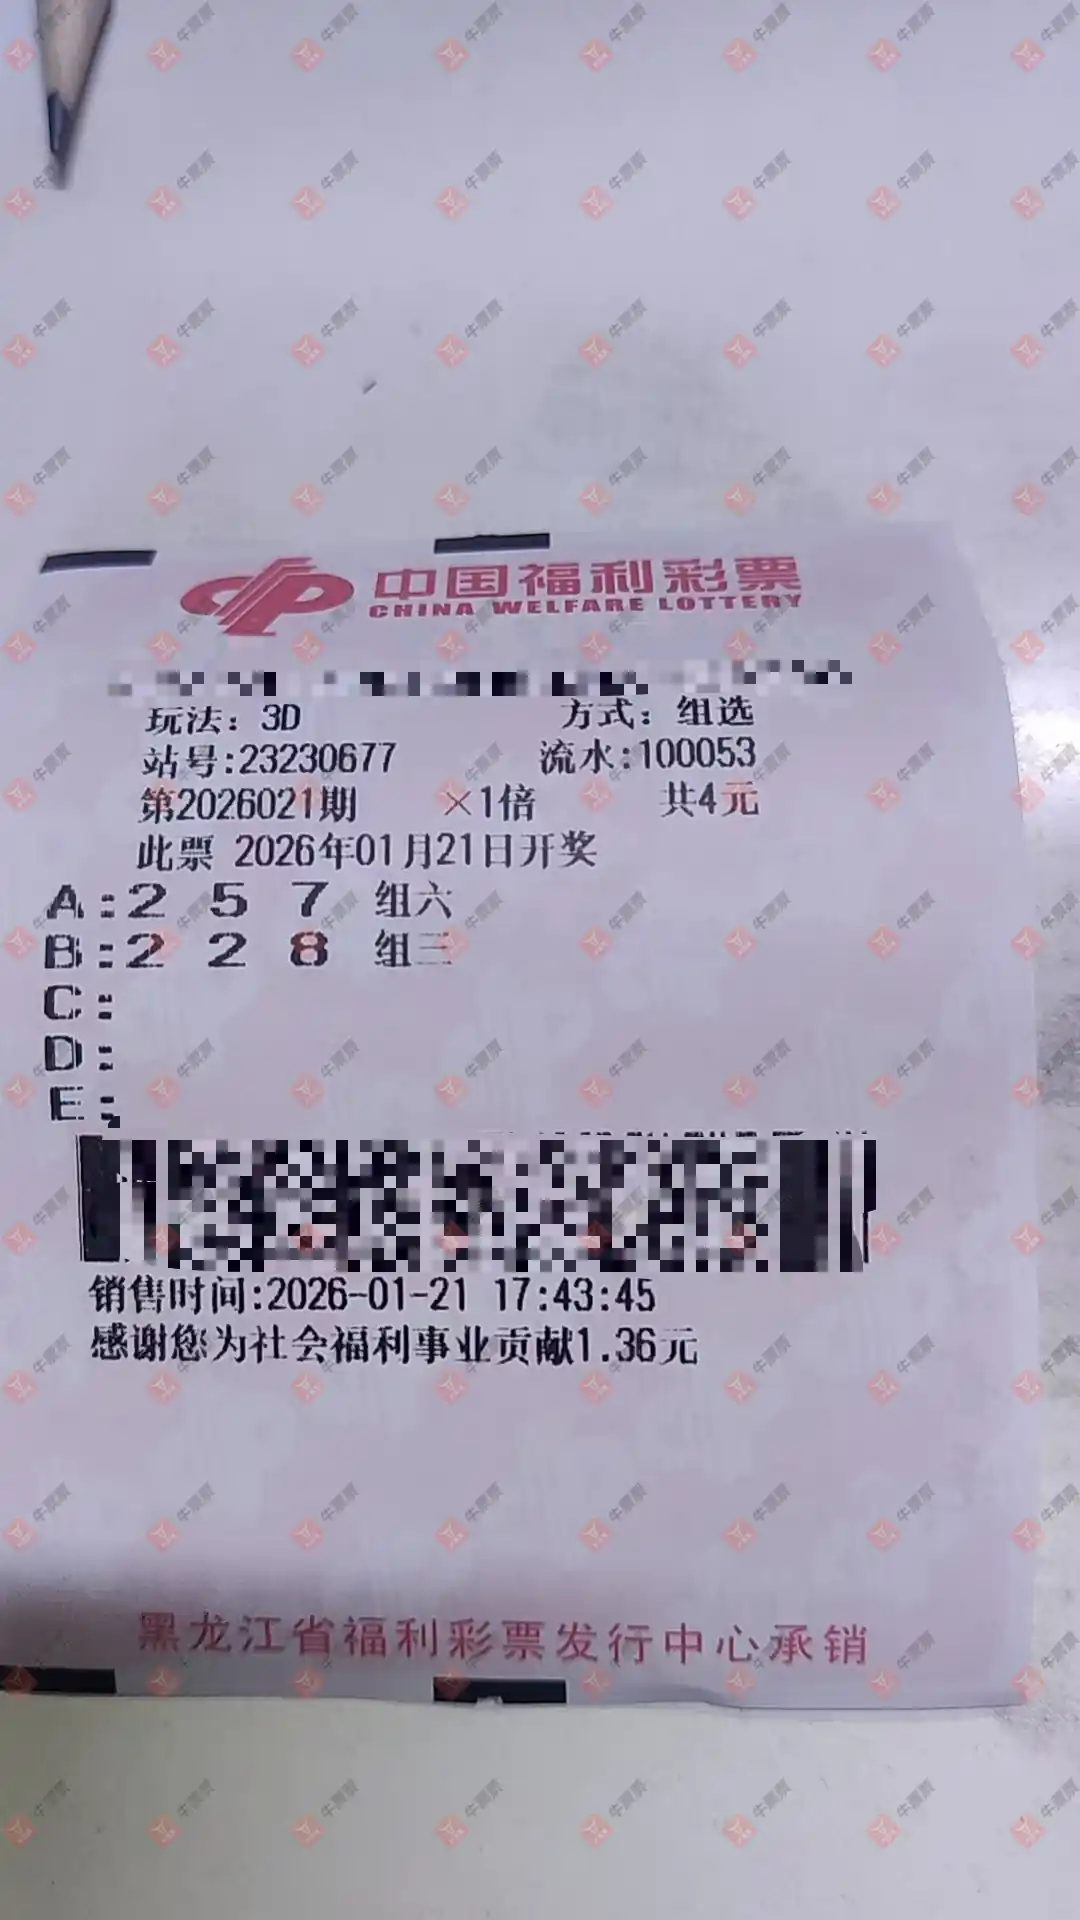 中国福利彩票
CHINA WELFARE LOTTERY
玩法：3D 方式：组选
站号:23230677 流水:100053
第2026021期 ×1倍 共4元
此票 2026年01月21日开奖
A:2 5 7 组六
B:2 2 8 组三
C:
D:
E:
销售时间:2026-01-21 17:43:45
感谢您为社会福利事业贡献1.36元
黑龙江省福利彩票发行中心承销
牛票票